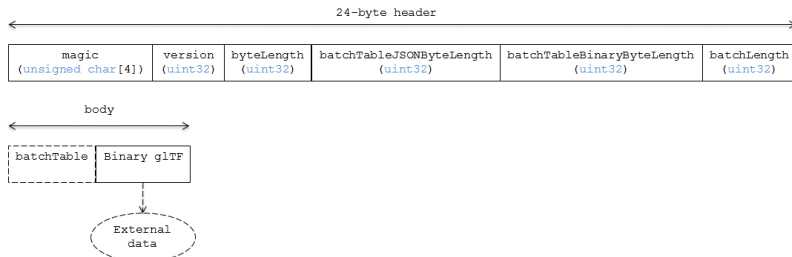 24-byte header
magic version byteLength batchTableJSONByteLength batchTableBinaryByteLength batchLength
(unsigned char[4]) (uint32) (uint32) (uint32) (uint32) (uint32)
body
batchTable Binary glTF
External
data